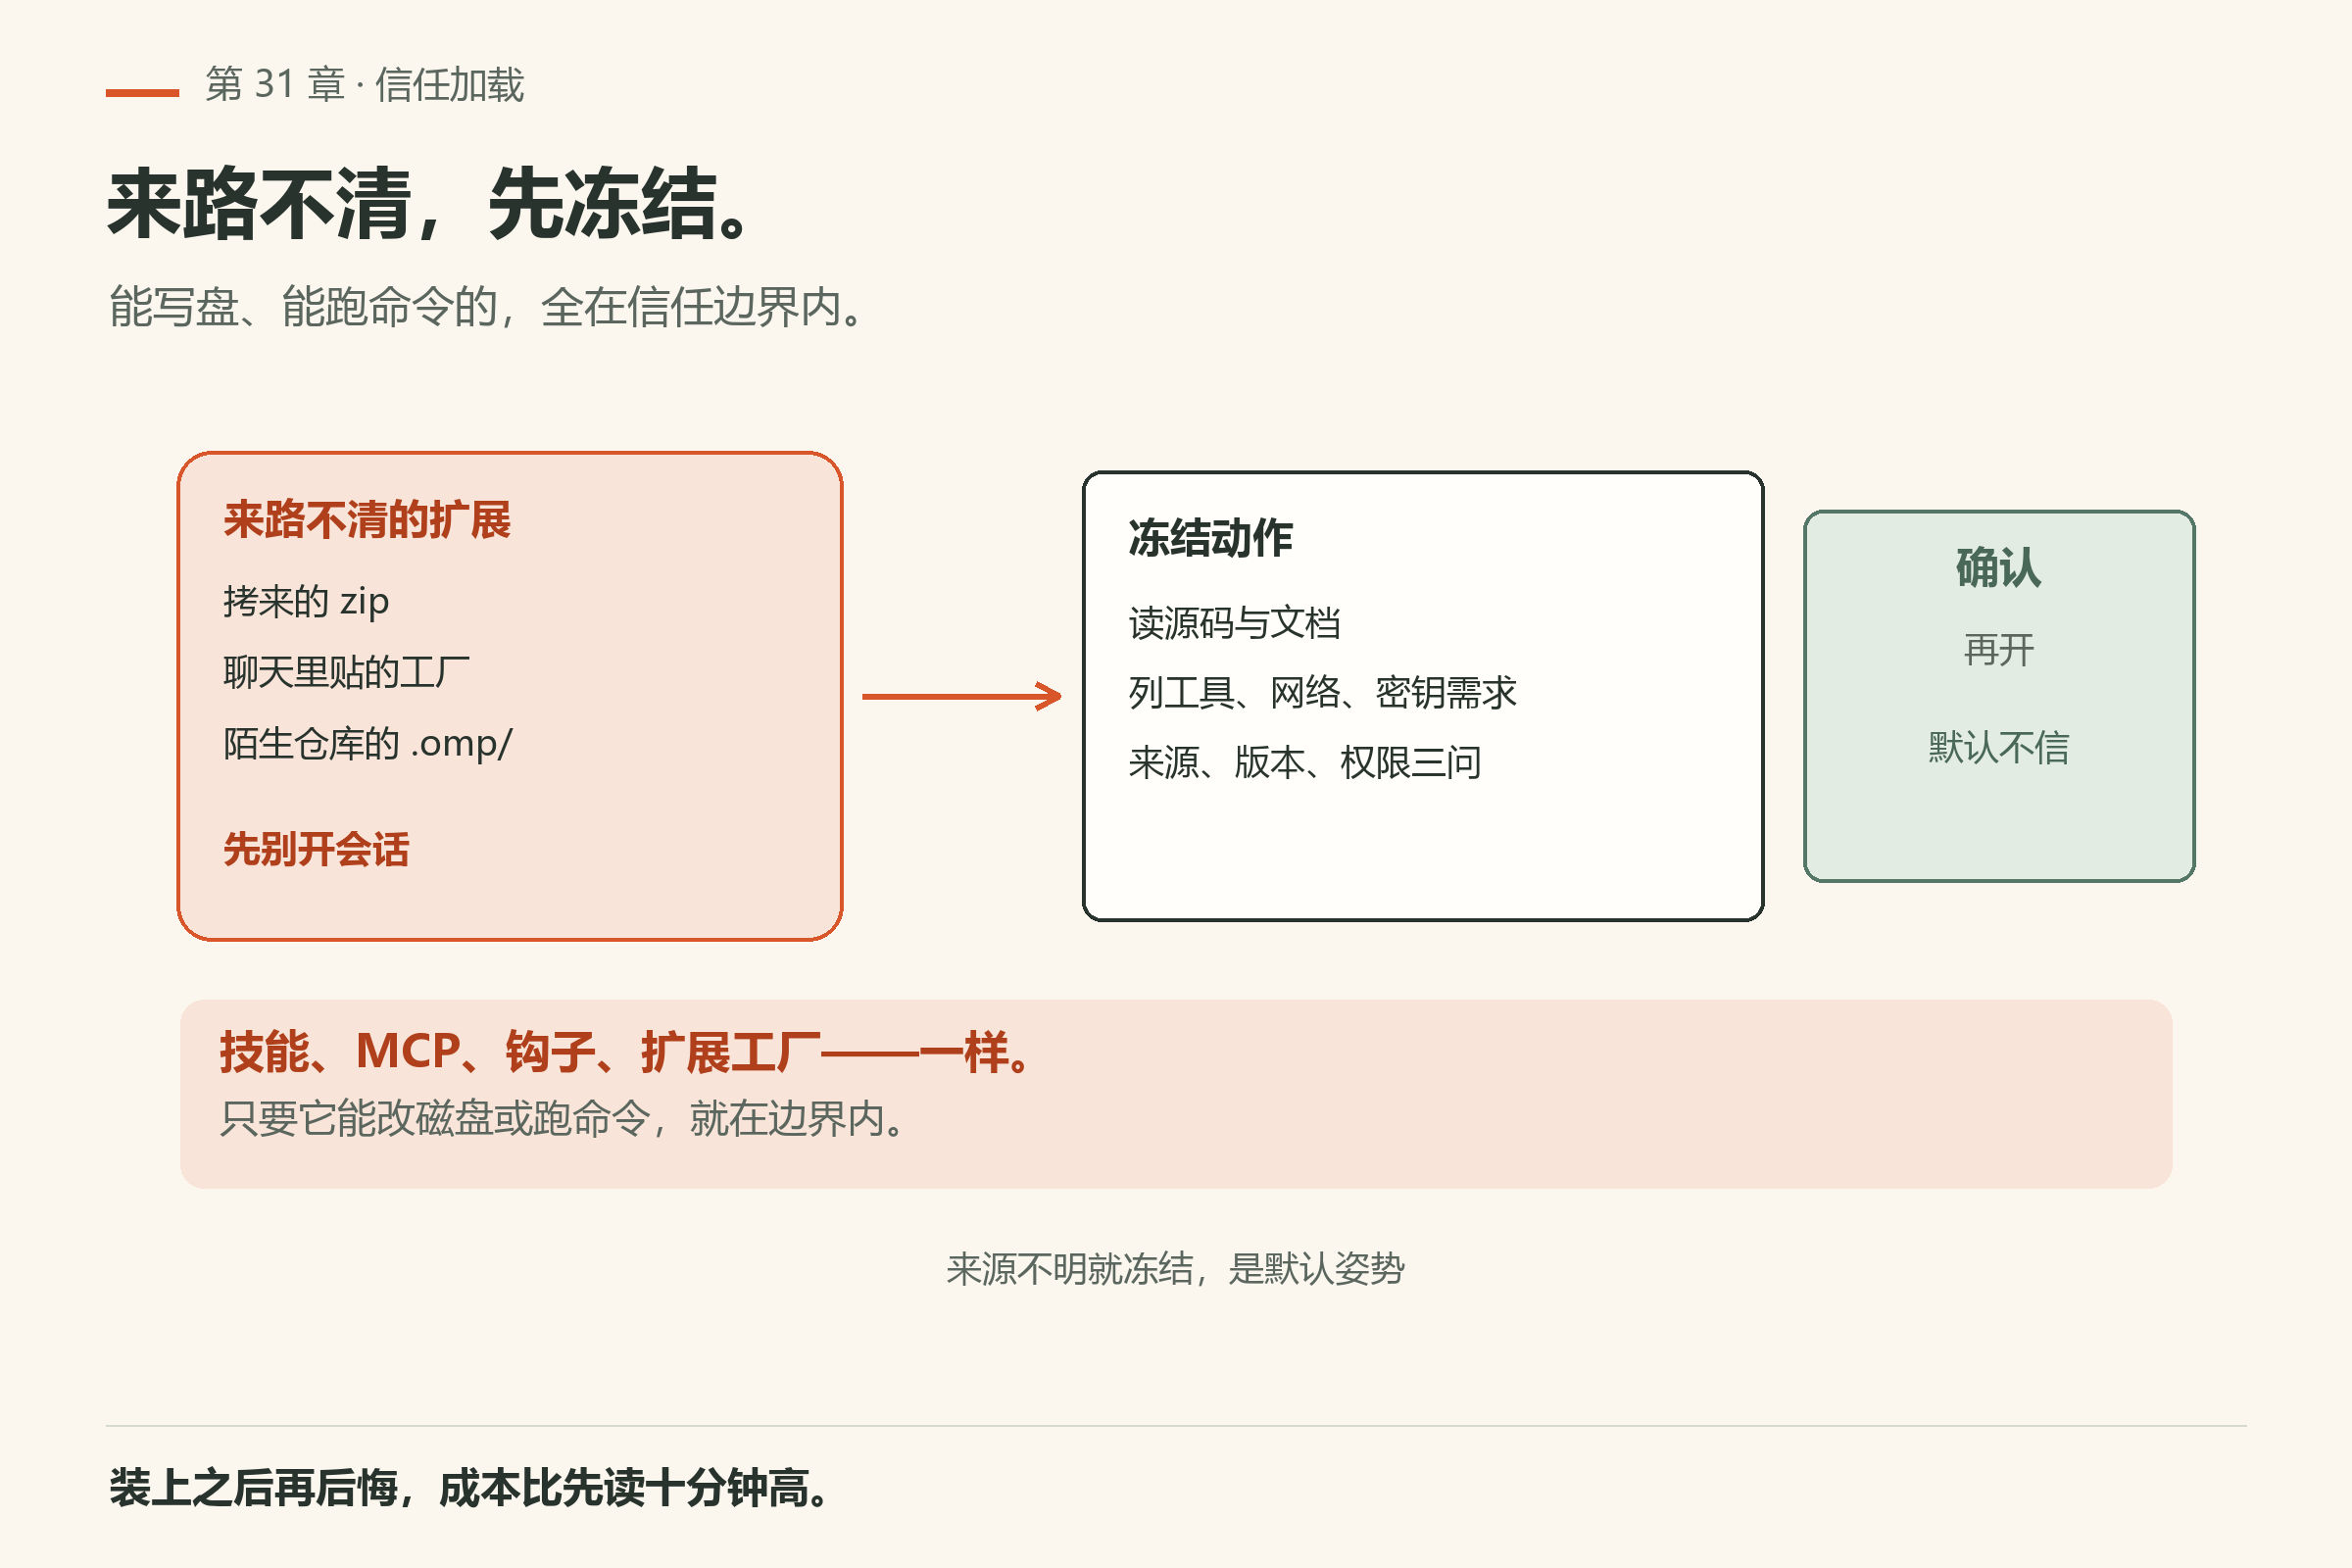 第 31 章 · 信任加载
来路不清，先冻结。
能写盘、能跑命令的，全在信任边界内。
来路不清的扩展
拷来的 zip
聊天里贴的工厂
陌生仓库的 .omp/
先别开会话
冻结动作
读源码与文档
列工具、网络、密钥需求
来源、版本、权限三问
确认
再开
默认不信
技能、MCP、钩子、扩展工厂——一样。
只要它能改磁盘或跑命令，就在边界内。
来源不明就冻结，是默认姿势
装上之后再后悔，成本比先读十分钟高。